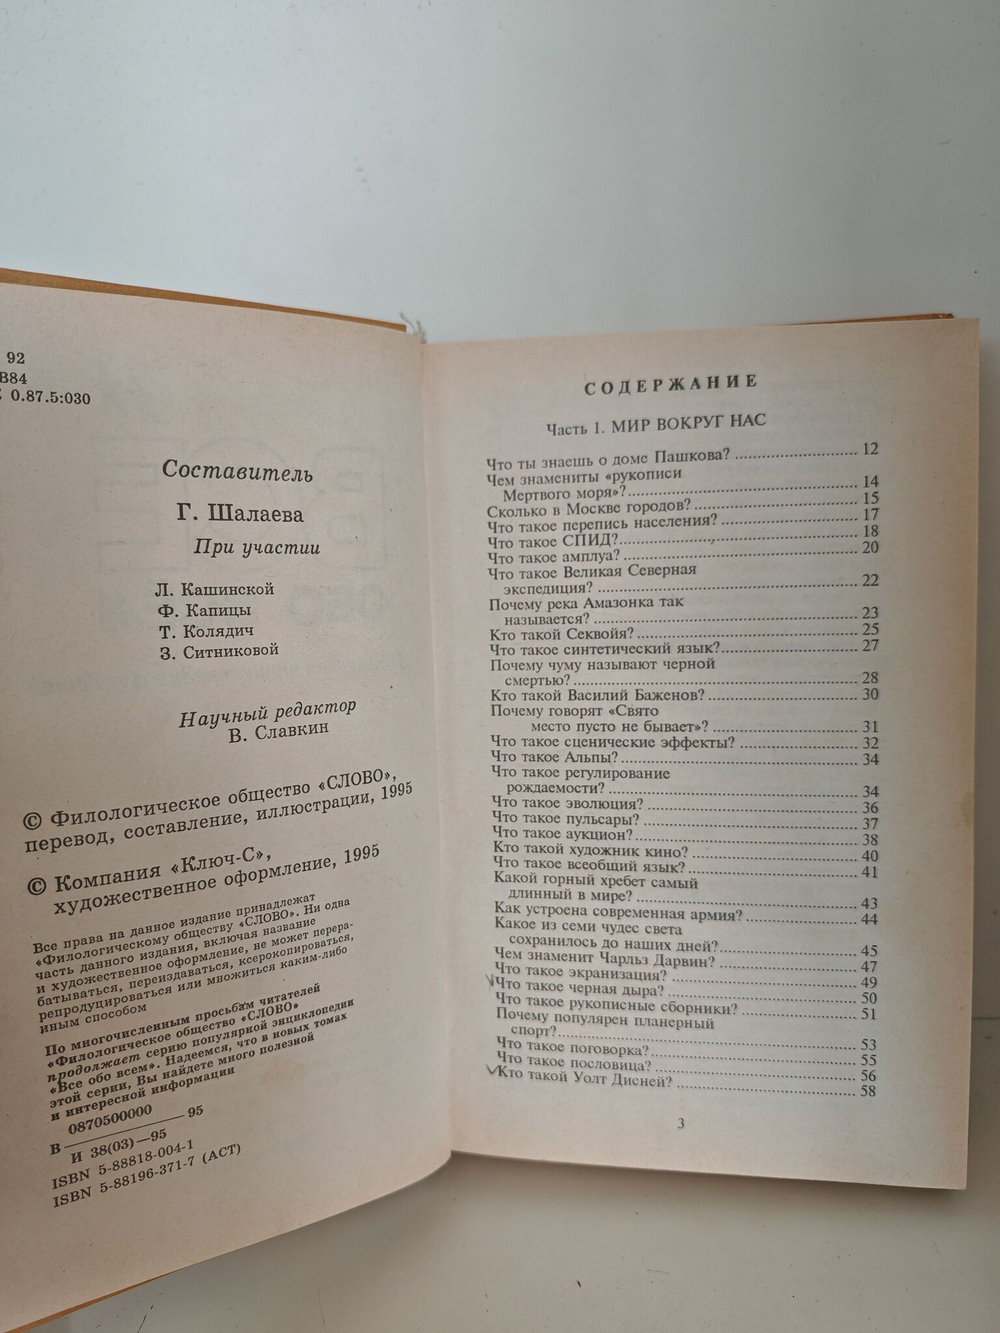 92
В84
0.87.5:030
Составитель
Г. Шалаева
При участии
Л. Кашинской
Ф. Капицы
Т. Колядич
З. Ситниковой
Научный редактор
В. Славкин
© Филологическое общество «СЛОВО»,
перевод, составление, иллюстрации, 1995
© Компания «Ключ-С»,
художественное оформление, 1995
Все права на данное издание принадлежат
«Филологическому обществу «СЛОВО». Ни одна
часть данного издания, включая название
и художественное оформление, не может перера-
батываться, переиздаваться, ксерокопироваться,
репродуцироваться или множиться каким-либо
иным способом
По многочисленным просьбам читателей
«Филологическое общество «СЛОВО»
продолжает серию популярной энциклопедии
«Все обо всем». Надеемся, что в новых томах
этой серии, Вы найдете много полезной
и интересной информации
0870500000
В ——— 95
И 38(03)—95
ISBN 5-88818-004-1
ISBN 5-88196-371-7 (АСТ)
СОДЕРЖАНИЕ
Часть 1. МИР ВОКРУГ НАС
Что ты знаешь о доме Пашкова? 12
Чем знамениты «рукописи
Мертвого моря»? 14
Сколько в Москве городов? 15
Что такое перепись населения? 17
Что такое СПИД? 18
Что такое амплуа? 20
Что такое Великая Северная
экспедиция? 22
Почему река Амазонка так
называется? 23
Кто такой Секвойя? 25
Что такое синтетический язык? 27
Почему чуму называют черной
смертью? 28
Кто такой Василий Баженов? 30
Почему говорят «Свято
место пусто не бывает»? 31
Что такое сценические эффекты? 32
Что такое Альпы? 34
Что такое регулирование
рождаемости? 34
Что такое эволюция? 36
Что такое пульсары? 37
Что такое аукцион? 38
Кто такой художник кино? 40
Что такое всеобщий язык? 41
Какой горный хребет самый
длинный в мире? 43
Как устроена современная армия? 44
Какое из семи чудес света
сохранилось до наших дней? 45
Чем знаменит Чарльз Дарвин? 47
Что такое экранизация? 49
Что такое черная дыра? 50
Что такое рукописные сборники? 51
Почему популярен планерный
спорт? 53
Что такое поговорка? 55
Что такое пословица? 56
Кто такой Уолт Дисней? 58
3